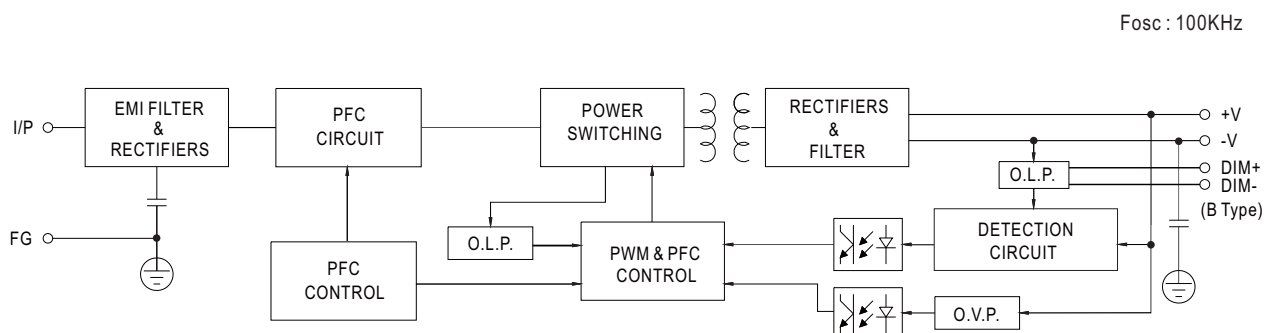 Fosc : 100KHz
EMI FILTER
&
RECTIFIERS
PFC
CIRCUIT
POWER
SWITCHING
RECTIFIERS
&
FILTER
I/P
+V
-V
O.L.P.
DIM+
DIM-
(B Type)
FG
O.L.P.
PFC
CONTROL
PWM & PFC
CONTROL
DETECTION
CIRCUIT
O.V.P.